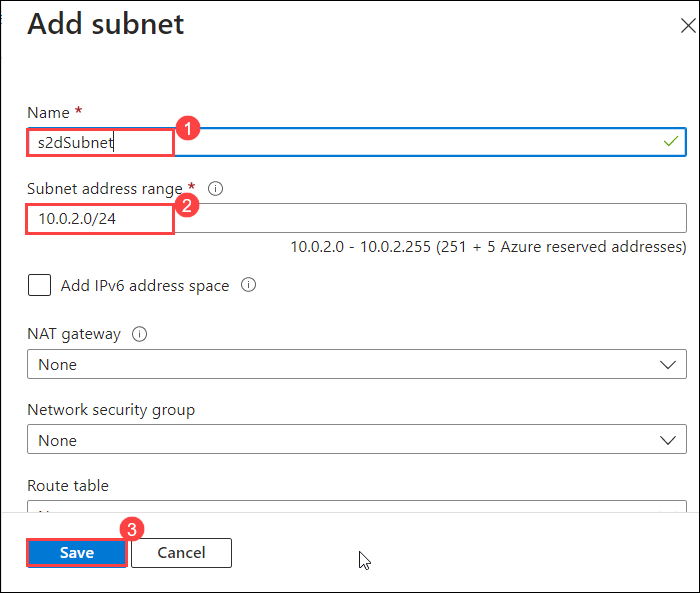 Add subnet
Name *
1
s2dSubnet
Subnet address range *
2
10.0.2.0/24
10.0.2.0 - 10.0.2.255 (251 + 5 Azure reserved addresses)
Add IPv6 address space
NAT gateway
None
Network security group
None
Route table
3
Save Cancel